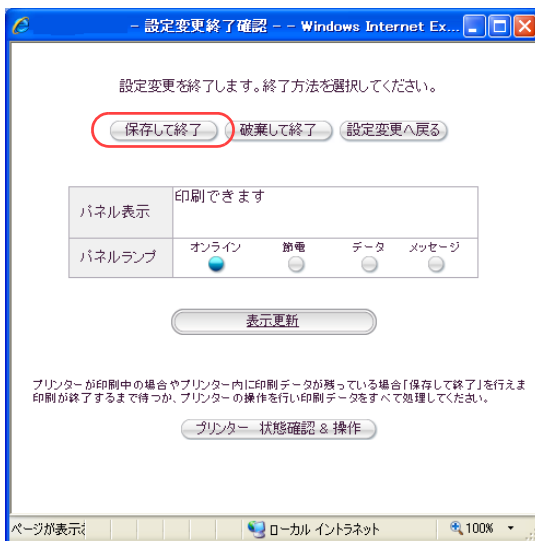 - 設定変更終了確認 - - Windows Internet Ex...
設定変更を終了します。終了方法を選択してください。
保存して終了 破棄して終了 設定変更へ戻る
パネル表示 印刷できます
オンライン 節電 データ メッセージ
パネルランプ
表示更新
プリンターが印刷中の場合やプリンター内に印刷データが残っている場合「保存して終了」を行えま
印刷が終了するまで待つか、プリンターの操作を行い印刷データをすべて処理してください。
プリンター 状態確認 & 操作
ページが表示さ ローカル イントラネット 100%